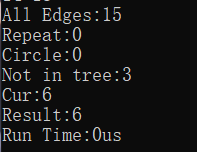 All Edges:15
Repeat:0
Circle:0
Not in tree:3
Cur:6
Result:6
Run Time:0us